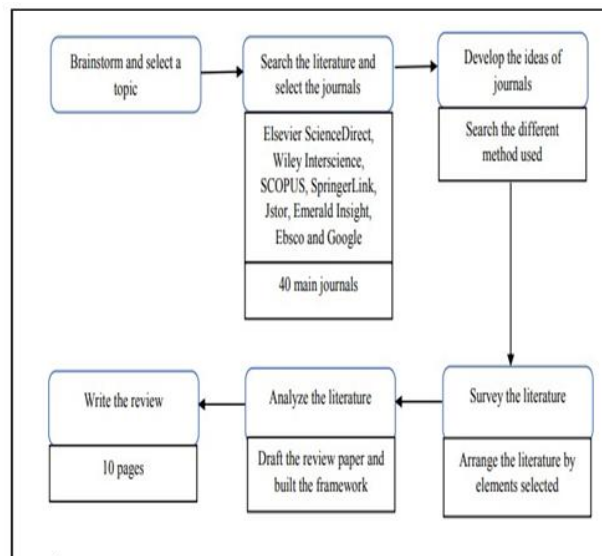 Brainstorm and select a
topic
Search the literature and
select the journals
Elsevier ScienceDirect,
Wiley Interscience,
SCOPUS, SpringerLink,
Jstor, Emerald Insight,
Ebsco and Google
40 main journals
Develop the ideas of
journals
Search the different
method used
Survey the literature
Arrange the literature by
elements selected
Analyze the literature
Draft the review paper and
built the framework
Write the review
10 pages